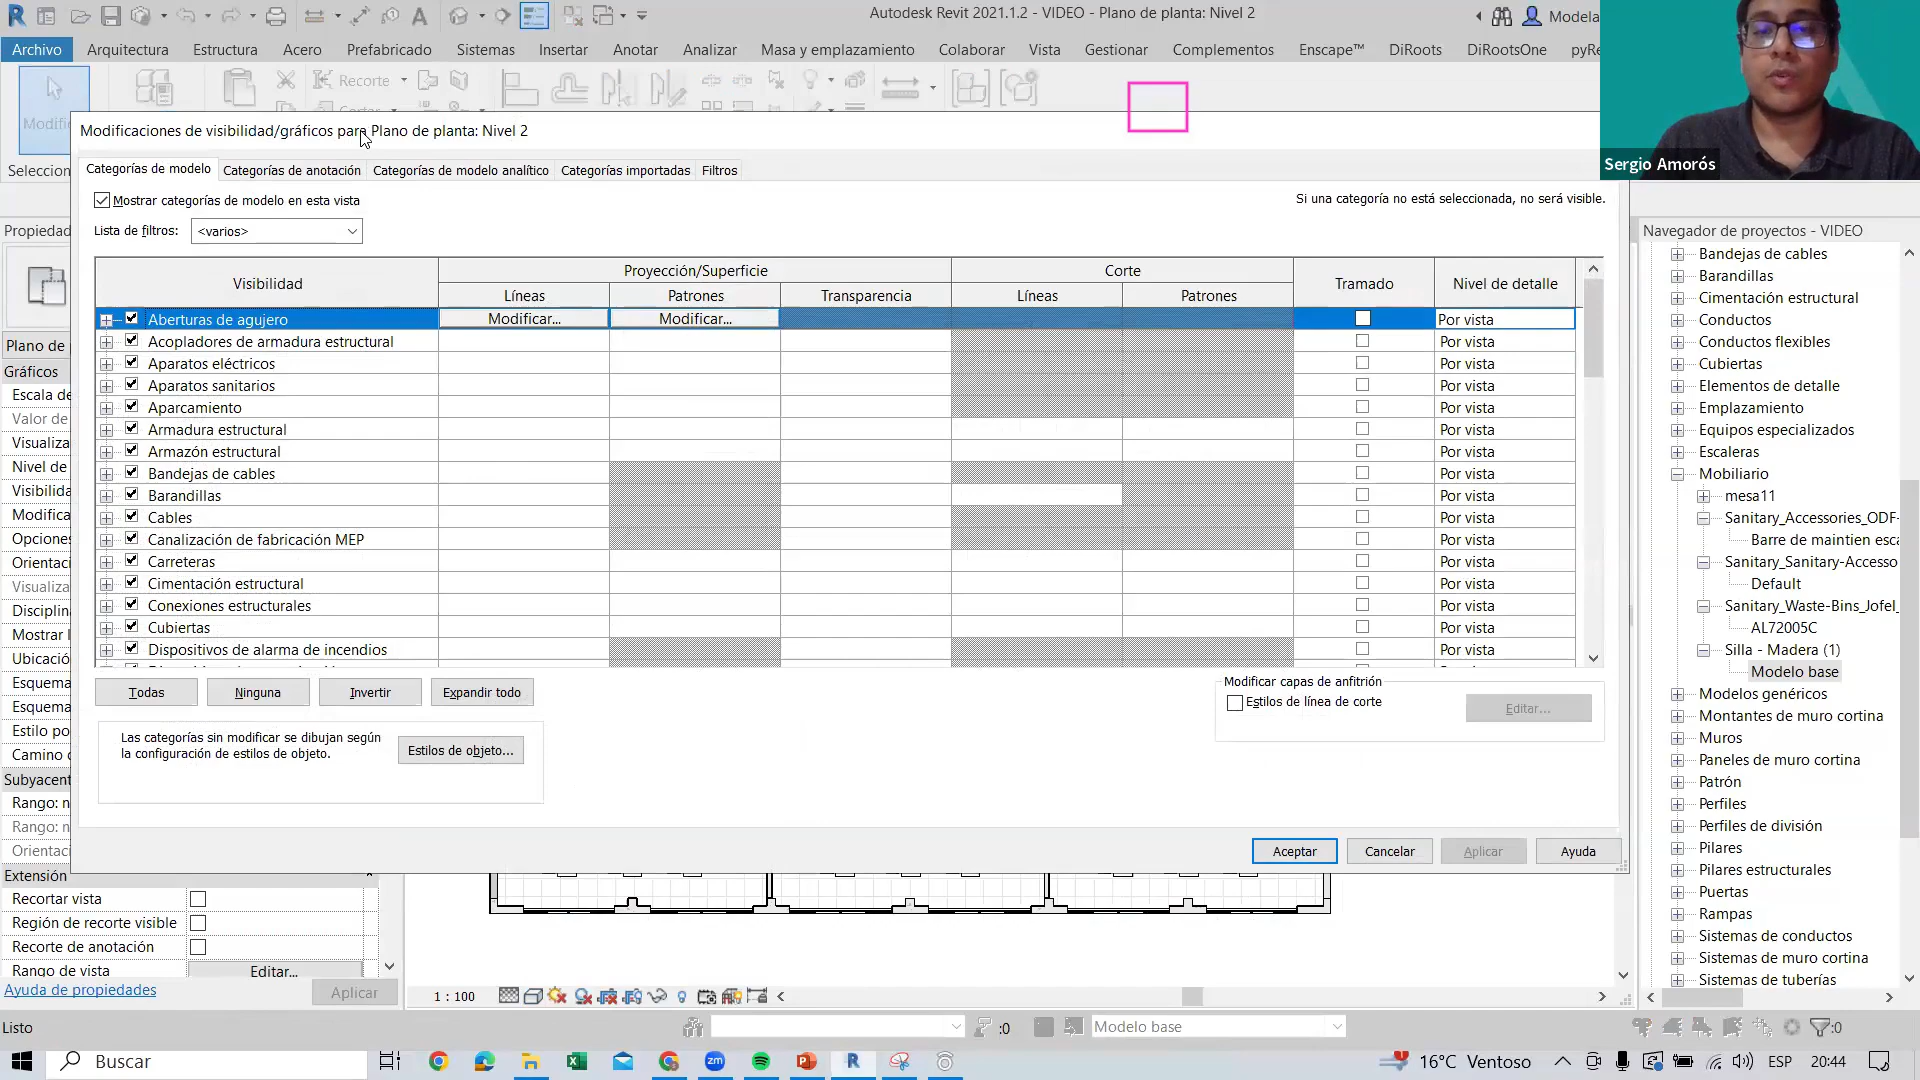 Autodesk Revit 2021.1.2 - VIDEO - Plano de planta: Nivel 2
Archivo Arquitectura Estructura Acero Prefabricado Sistemas Insertar Anotar Analizar Masa y emplazamiento Colaborar Vista Gestionar Complementos Enscape™ DiRoots DiRootsOne
Recorte
Sergio Amorós
Modificaciones de visibilidad/gráficos para Plano de planta: Nivel 2
Categorías de modelo Categorías de anotación Categorías de modelo analítico Categorías importadas Filtros
Mostrar categorías de modelo en esta vista
Si una categoría no está seleccionada, no será visible.
Lista de filtros: <varios>
Visibilidad Proyección/Superficie Corte Tramado Nivel de detalle
Líneas Patrones Transparencia Líneas Patrones
Aberturas de agujero Modificar... Modificar... Por vista
Acopladores de armadura estructural Por vista
Aparatos eléctricos Por vista
Aparatos sanitarios Por vista
Aparcamiento Por vista
Armadura estructural Por vista
Armazón estructural Por vista
Bandejas de cables Por vista
Barandillas Por vista
Cables Por vista
Canalización de fabricación MEP Por vista
Carreteras Por vista
Cimentación estructural Por vista
Conexiones estructurales Por vista
Cubiertas Por vista
Dispositivos de alarma de incendios Por vista
Todas Ninguna Invertir Expandir todo
Modificar capas de anfitrión
Estilos de línea de corte Editar...
Las categorías sin modificar se dibujan según
la configuración de estilos de objeto.
Estilos de objeto...
Aceptar Cancelar Aplicar Ayuda
Gráficos
Extensión
Recortar vista
Región de recorte visible
Recorte de anotación
Rango de vista Editar...
Ayuda de propiedades Aplicar
Navegador de proyectos - VIDEO
Bandejas de cables
Barandillas
Cimentación estructural
Conductos
Conductos flexibles
Cubiertas
Elementos de detalle
Emplazamiento
Equipos especializados
Escaleras
Mobiliario
mesa11
Sanitary_Accessories_ODF-
Barre de maintien esca
Sanitary_Sanitary-Accesso
Default
Sanitary_Waste-Bins_Jofel_
AL72005C
Silla - Madera (1)
Modelo base
Modelos genéricos
Montantes de muro cortina
Muros
Paneles de muro cortina
Patrón
Perfiles
Perfiles de división
Pilares
Pilares estructurales
Puertas
Rampas
Sistemas de conductos
Sistemas de muro cortina
Sistemas de tuberías
1 : 100
Listo
:0
Modelo base
:0
Buscar
16°C Ventoso
ESP
20:44